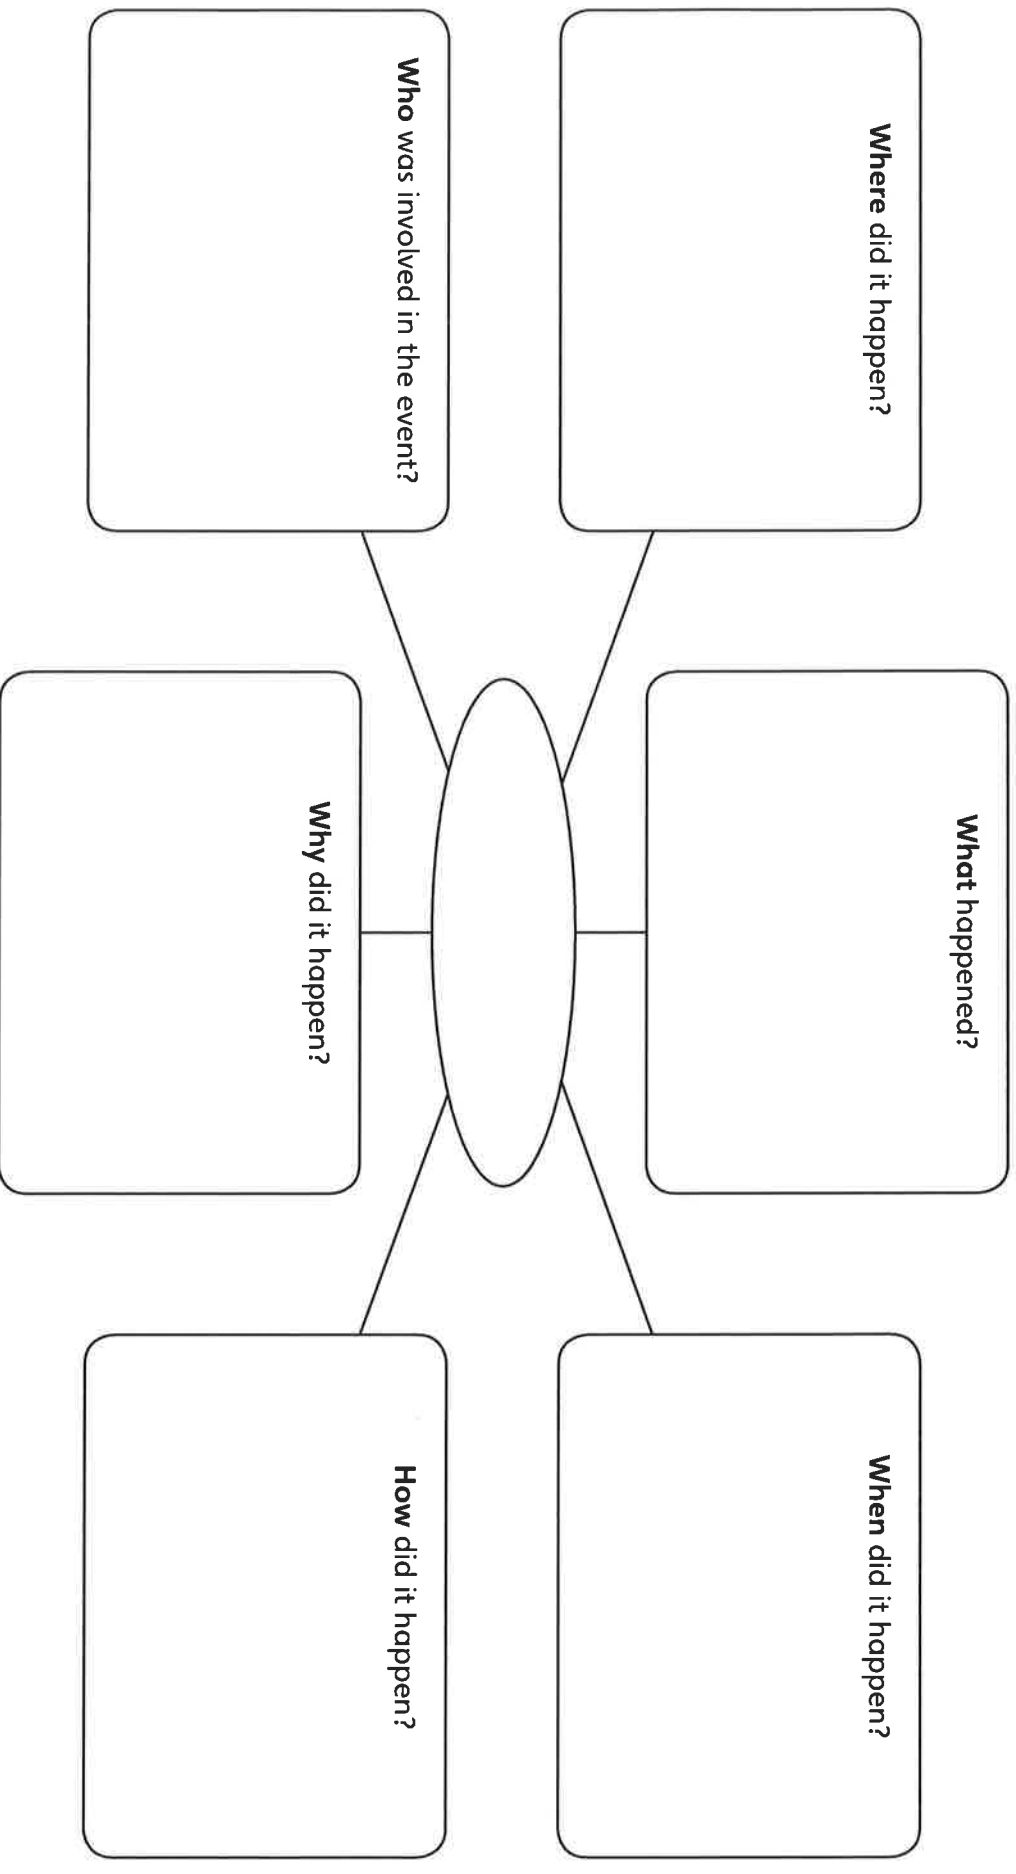 Where did it happen?
What happened?
When did it happen?
Who was involved in the event?
Why did it happen?
How did it happen?